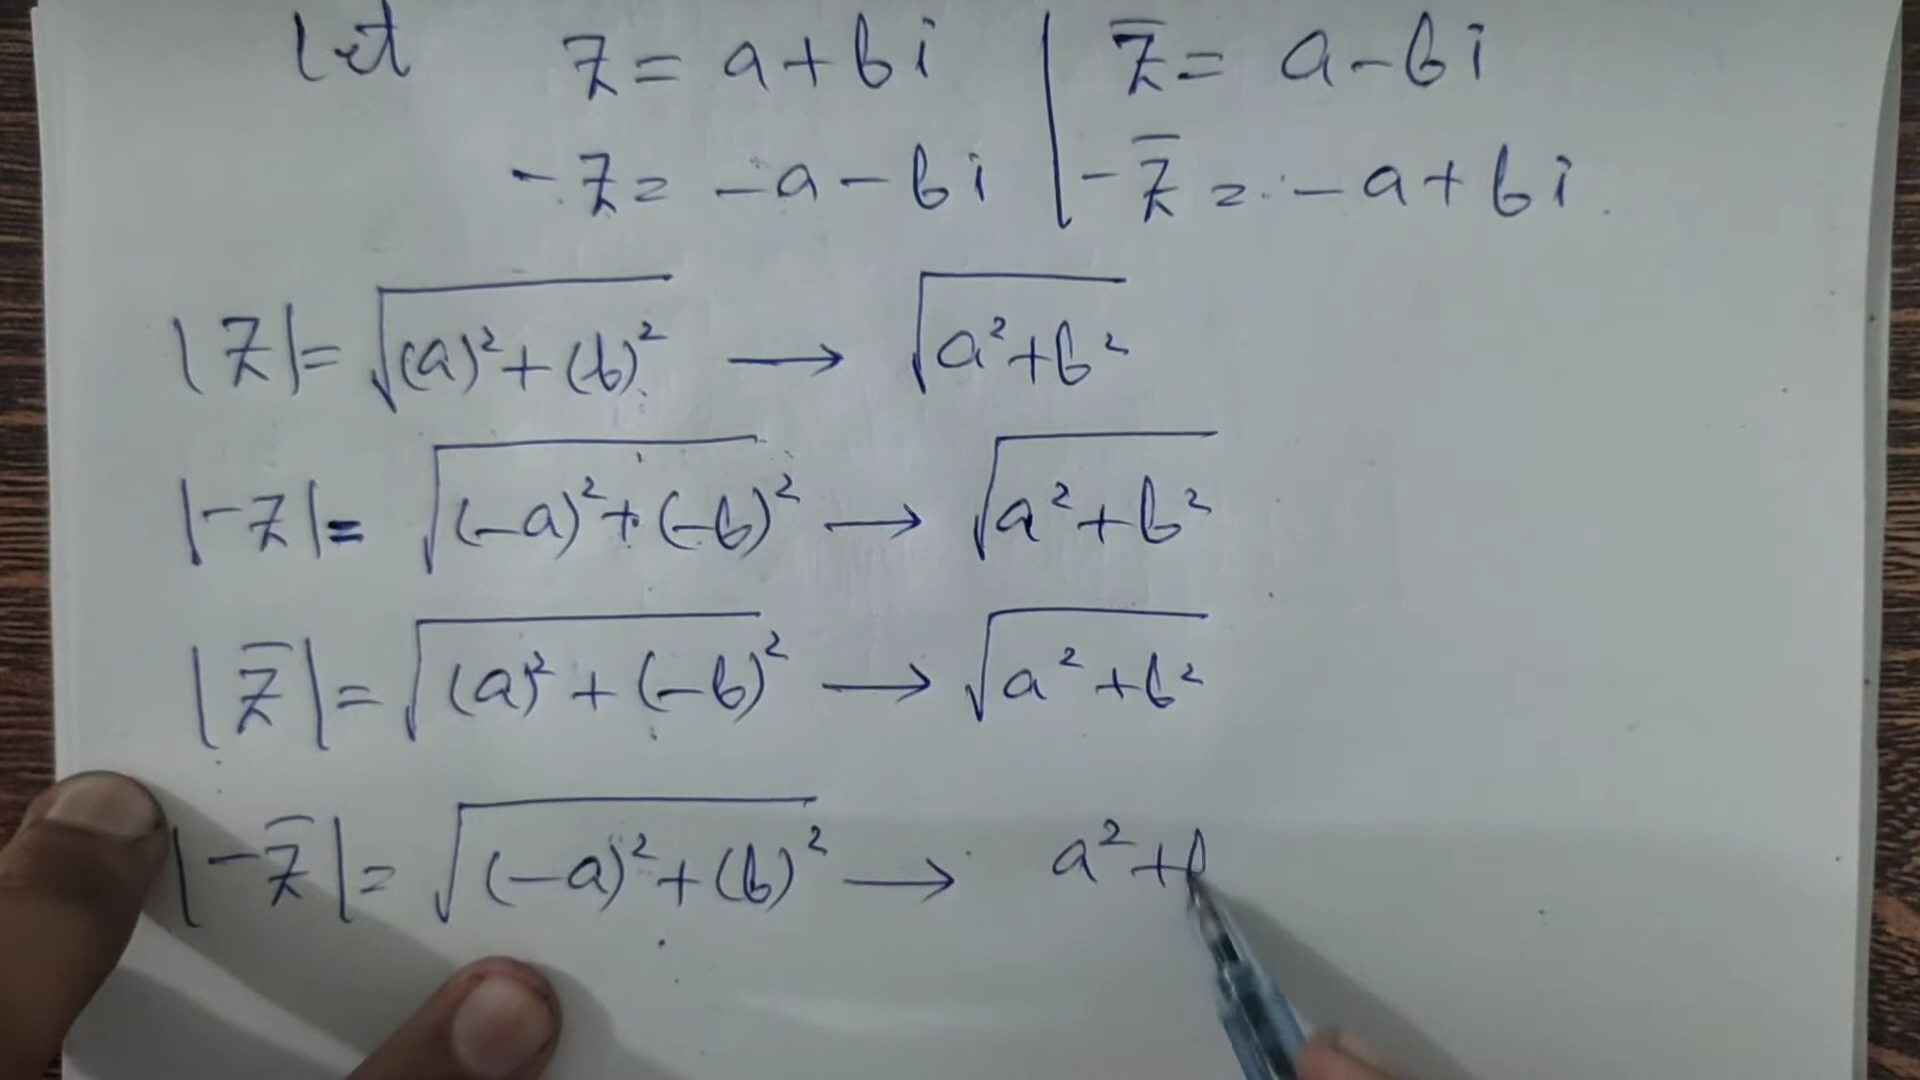 Let z = a + bi | z̄ = a - bi
-z = -a - bi | -z̄ = -a + bi
|z| = √((a)² + (b)²) → √(a² + b²)
|-z| = √((-a)² + (-b)²) → √(a² + b²)
|z̄| = √((a)² + (-b)²) → √(a² + b²)
|-z̄| = √((-a)² + (b)²) → a² + b